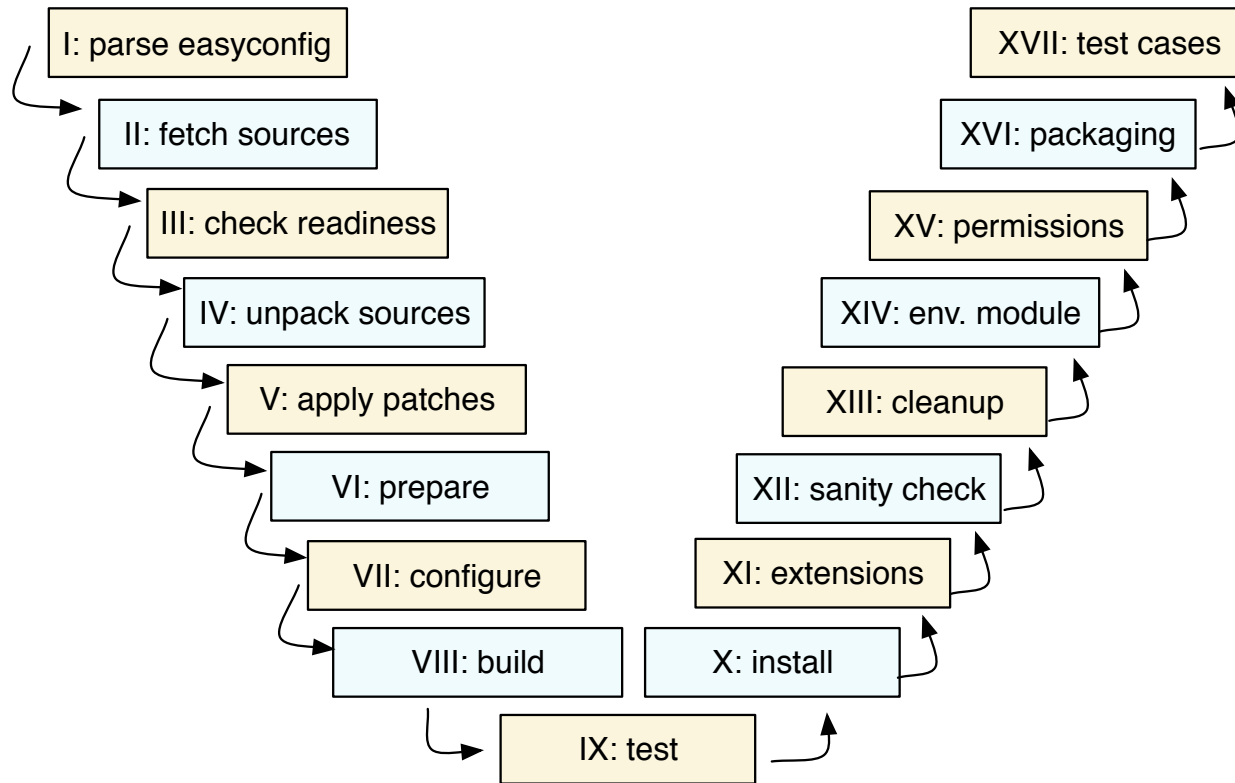 I: parse easyconfig
II: fetch sources
III: check readiness
IV: unpack sources
V: apply patches
VI: prepare
VII: configure
VIII: build
IX: test
X: install
XI: extensions
XII: sanity check
XIII: cleanup
XIV: env. module
XV: permissions
XVI: packaging
XVII: test cases